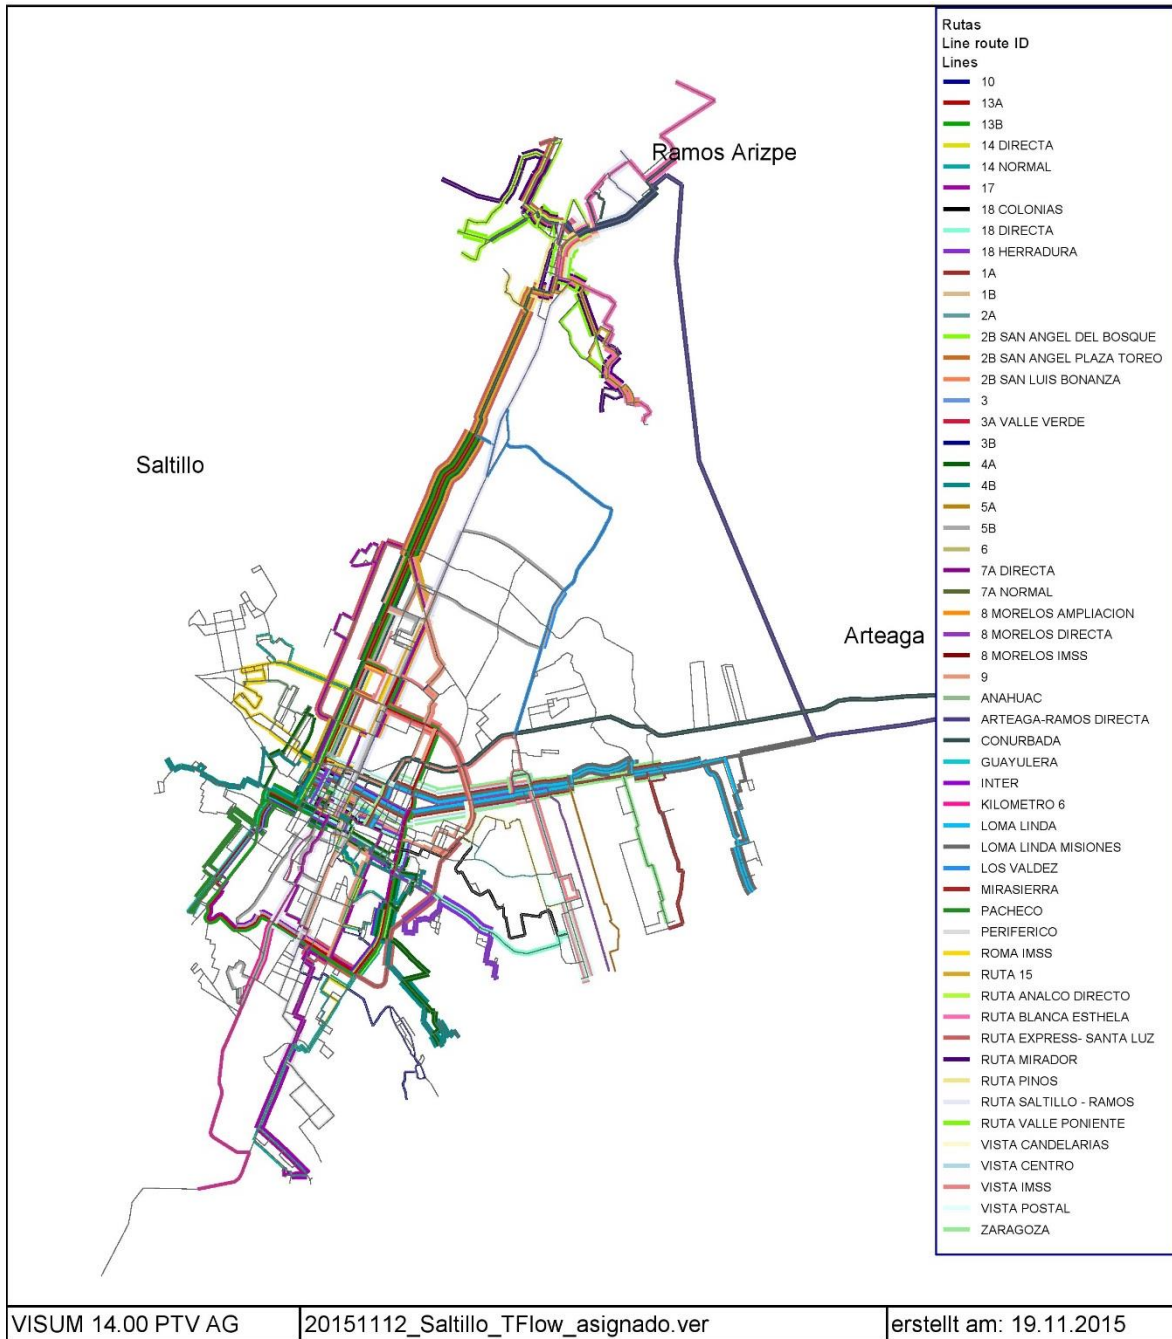 Rutas
Line route ID
Lines
10
13A
13B
14 DIRECTA
14 NORMAL
17
18 COLONIAS
18 DIRECTA
18 HERRADURA
1A
1B
2A
2B SAN ANGEL DEL BOSQUE
2B SAN ANGEL PLAZA TOREO
2B SAN LUIS BONANZA
3
3A VALLE VERDE
3B
4A
4B
5A
5B
6
7A DIRECTA
7A NORMAL
8 MORELOS AMPLIACION
8 MORELOS DIRECTA
8 MORELOS IMSS
9
ANAHUAC
ARTEAGA-RAMOS DIRECTA
CONURBADA
GUAYULERA
INTER
KILOMETRO 6
LOMA LINDA
LOMA LINDA MISIONES
LOS VALDEZ
MIRASIERRA
PACHECO
PERIFERICO
ROMA IMSS
RUTA 15
RUTA ANALCO DIRECTO
RUTA BLANCA ESTHELA
RUTA EXPRESS- SANTA LUZ
RUTA MIRADOR
RUTA PINOS
RUTA SALTILLO - RAMOS
RUTA VALLE PONIENTE
VISTA CANDELARIAS
VISTA CENTRO
VISTA IMSS
VISTA POSTAL
ZARAGOZA
Ramos Arizpe
Saltillo
Arteaga
VISUM 14.00 PTV AG
20151112_Saltillo_TFlow_asignado.ver
erstellt am: 19.11.2015